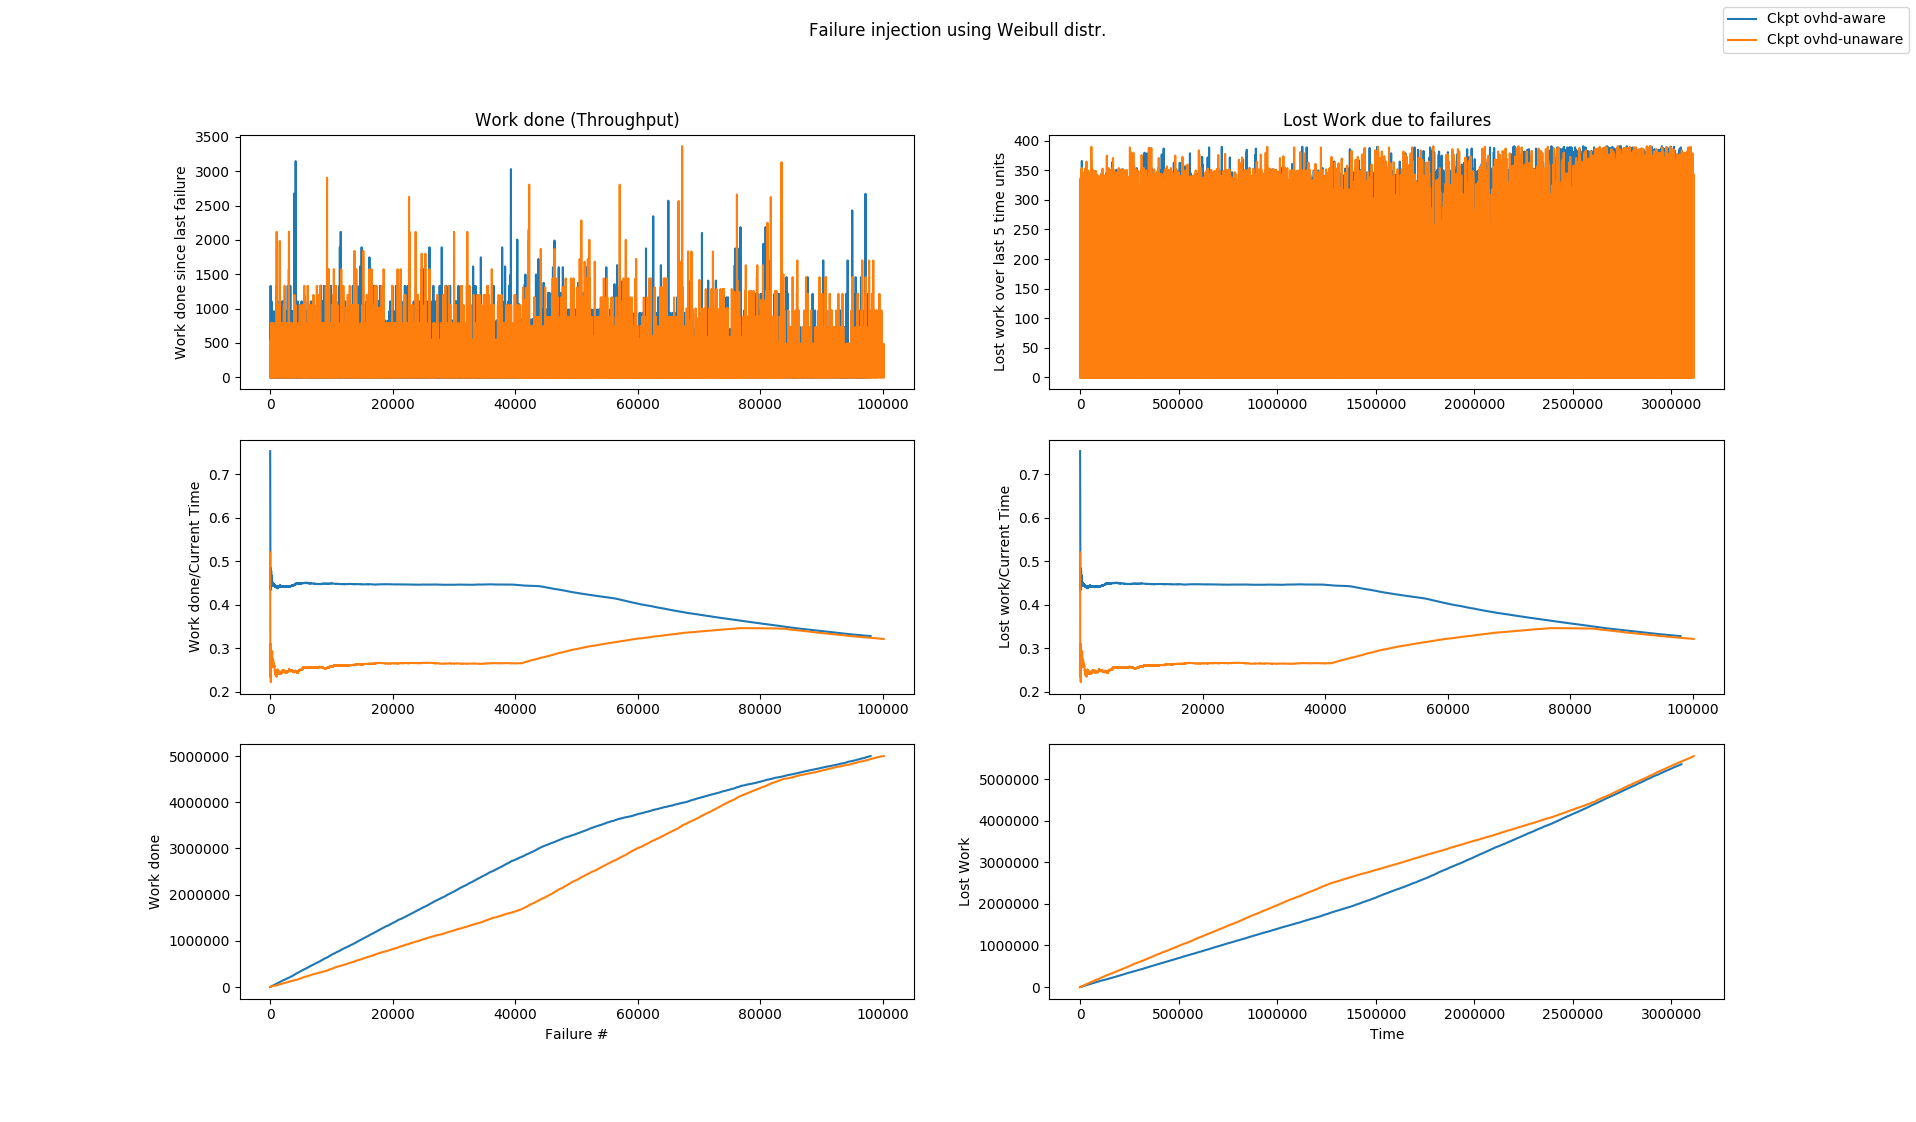 Failure injection using Weibull distr.
Ckpt ovhd-aware
Ckpt ovhd-unaware
Work done (Throughput)
Work done since last failure
3500
3000
2500
2000
1500
1000
500
0
0 20000 40000 60000 80000 100000
Lost Work due to failures
Lost work over last 5 time units
400
350
300
250
200
150
100
50
0
0 500000 1000000 1500000 2000000 2500000 3000000
Work done/Current Time
0.7
0.6
0.5
0.4
0.3
0.2
0 20000 40000 60000 80000 100000
Lost work/Current Time
0.7
0.6
0.5
0.4
0.3
0.2
0 20000 40000 60000 80000 100000
Work done
5000000
4000000
3000000
2000000
1000000
0
0 20000 40000 60000 80000 100000
Failure #
Lost Work
5000000
4000000
3000000
2000000
1000000
0
0 500000 1000000 1500000 2000000 2500000 3000000
Time